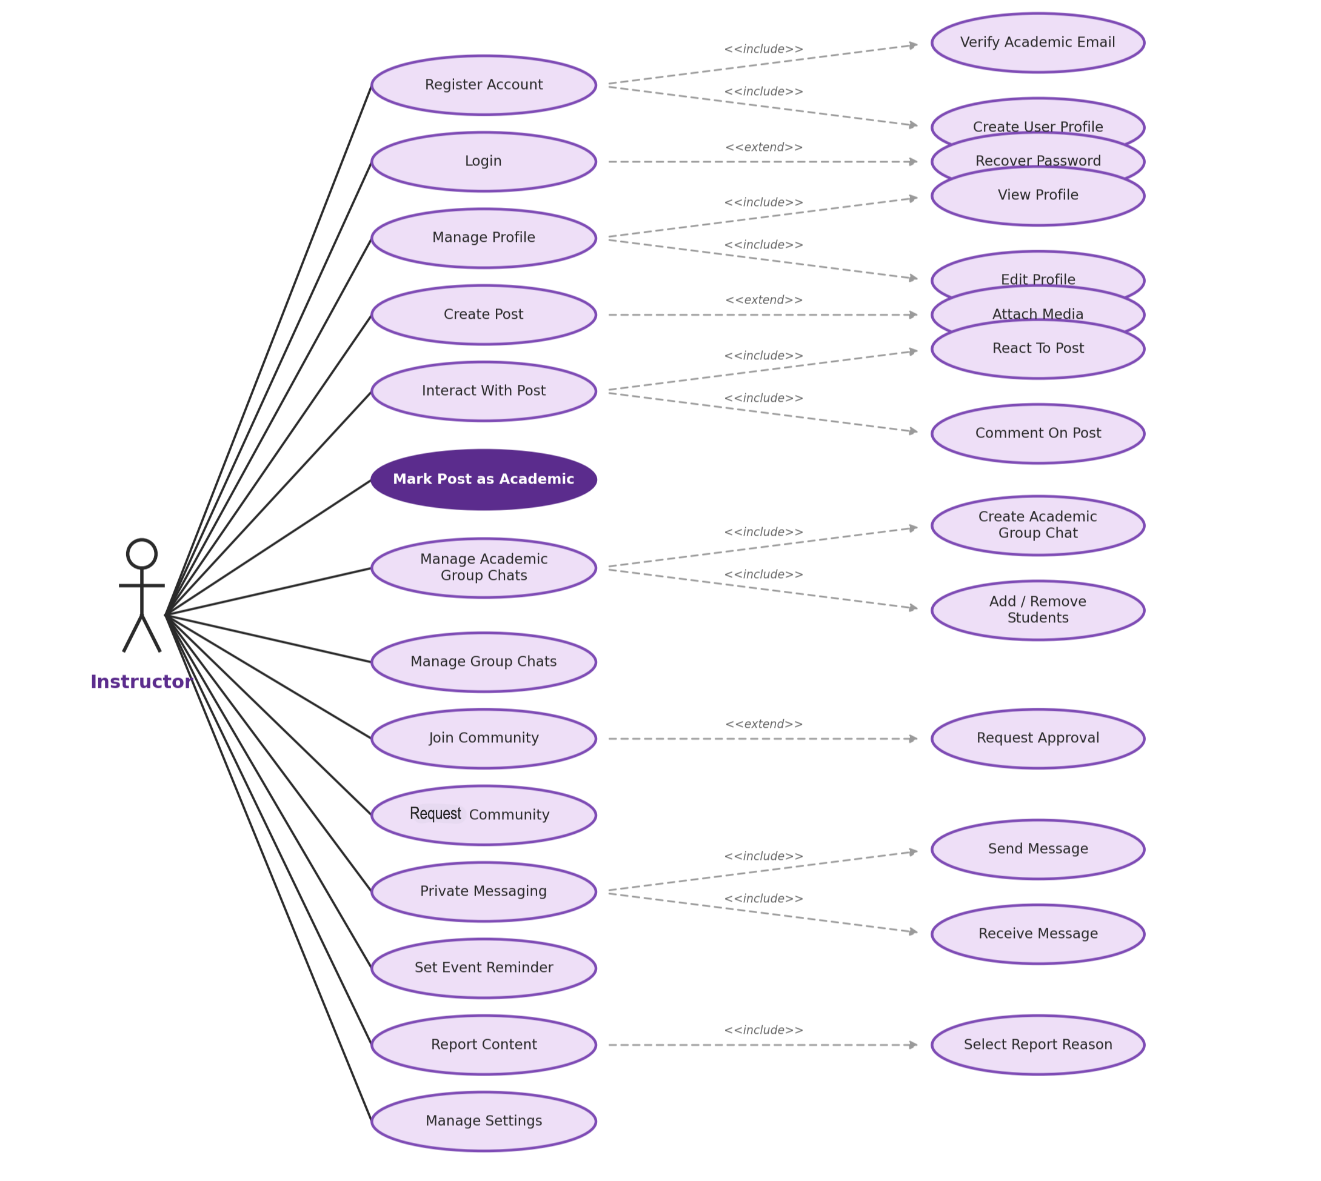 <<include>>
Verify Academic Email
Register Account
<<include>>
Create User Profile
Login
<<extend>>
Recover Password
<<include>>
View Profile
Manage Profile
<<include>>
Edit Profile
Create Post
<<extend>>
Attach Media
<<include>>
React To Post
Interact With Post
<<include>>
Comment On Post
Mark Post as Academic
<<include>>
Create Academic
Group Chat
Manage Academic
Group Chats
<<include>>
Add / Remove
Students
Instructor
Manage Group Chats
Join Community
<<extend>>
Request Approval
Request Community
<<include>>
Send Message
Private Messaging
<<include>>
Receive Message
Set Event Reminder
Report Content
<<include>>
Select Report Reason
Manage Settings